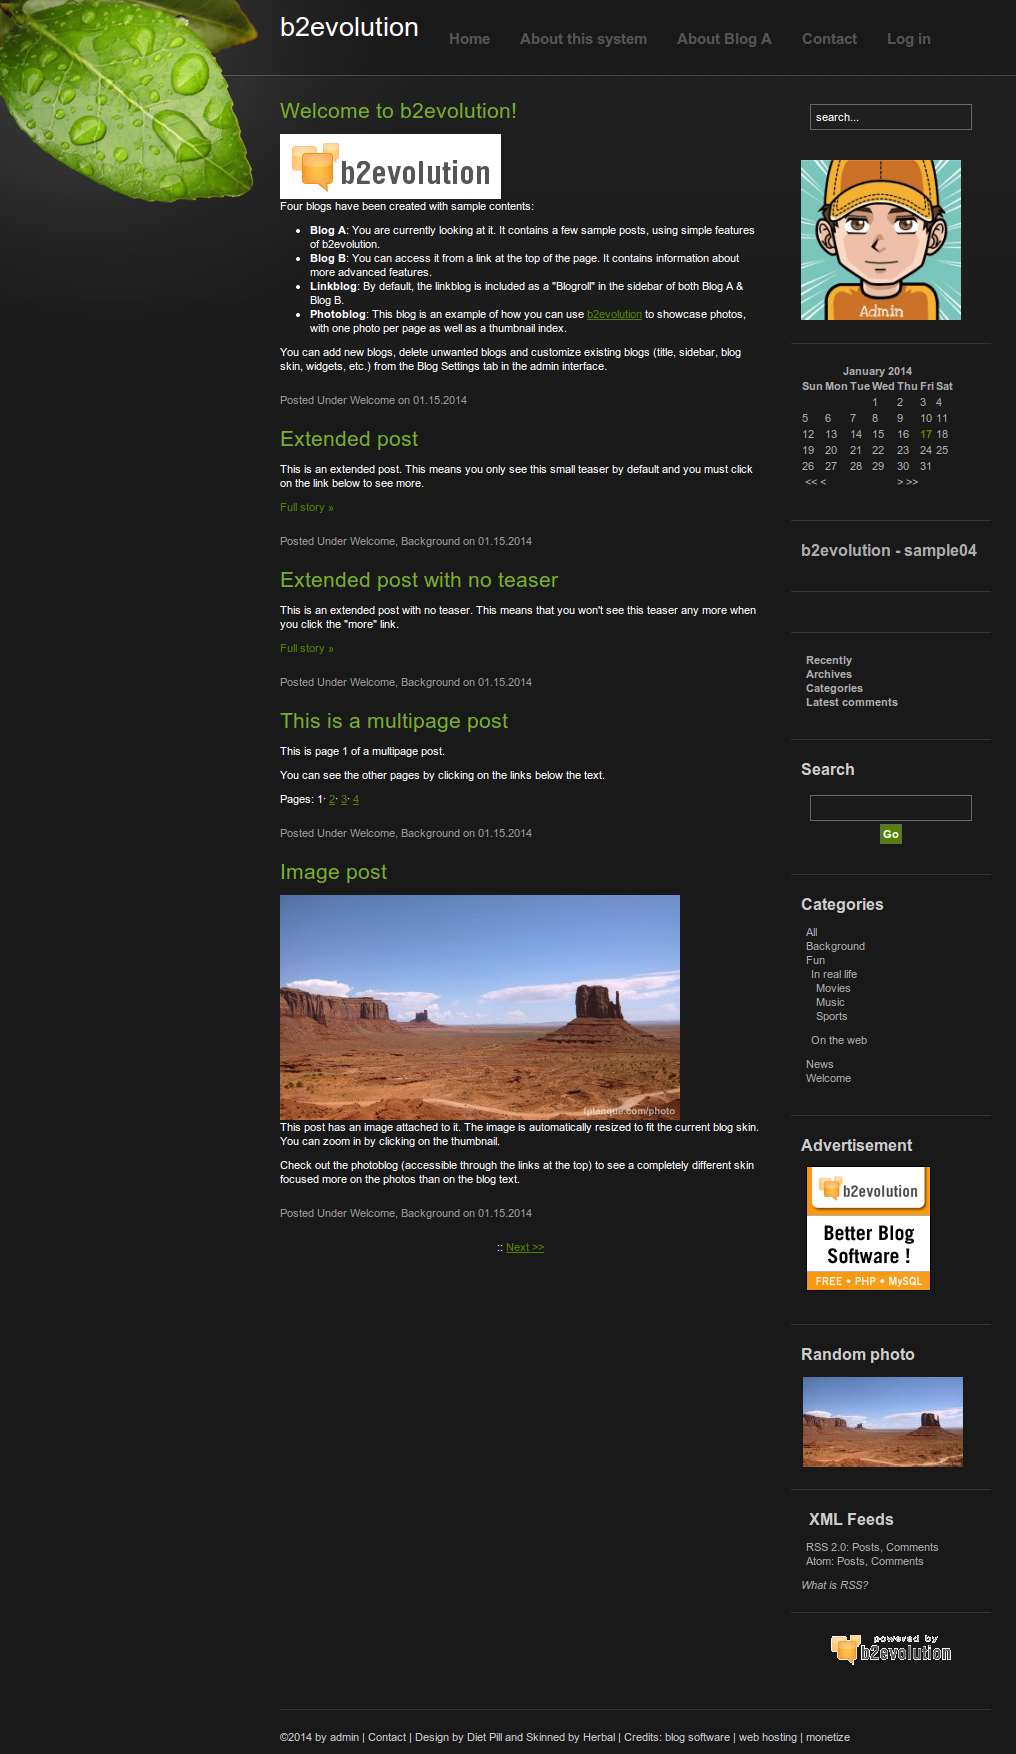 b2evolution
Home About this system About Blog A Contact Log in
Welcome to b2evolution!
b2evolution
Four blogs have been created with sample contents:
Blog A: You are currently looking at it. It contains a few sample posts, using simple features
of b2evolution.
Blog B: You can access it from a link at the top of the page. It contains information about
more advanced features.
Linkblog: By default, the linkblog is included as a "Blogroll" in the sidebar of both Blog A &
Blog B.
Photoblog: This blog is an example of how you can use b2evolution to showcase photos,
with one photo per page as well as a thumbnail index.
You can add new blogs, delete unwanted blogs and customize existing blogs (title, sidebar, blog
skin, widgets, etc.) from the Blog Settings tab in the admin interface.
Posted Under Welcome on 01.15.2014
Extended post
This is an extended post. This means you only see this small teaser by default and you must click
on the link below to see more.
Full story »
Posted Under Welcome, Background on 01.15.2014
Extended post with no teaser
This is an extended post with no teaser. This means that you won't see this teaser any more when
you click the "more" link.
Full story »
Posted Under Welcome, Background on 01.15.2014
This is a multipage post
This is page 1 of a multipage post.
You can see the other pages by clicking on the links below the text.
Pages: 1· 2· 3· 4
Posted Under Welcome, Background on 01.15.2014
Image post
fplanque.com/photo
This post has an image attached to it. The image is automatically resized to fit the current blog skin.
You can zoom in by clicking on the thumbnail.
Check out the photoblog (accessible through the links at the top) to see a completely different skin
focused more on the photos than on the blog text.
Posted Under Welcome, Background on 01.15.2014
:: Next >>
search...
Admin
January 2014
Sun Mon Tue Wed Thu Fri Sat
1 2 3 4
5 6 7 8 9 10 11
12 13 14 15 16 17 18
19 20 21 22 23 24 25
26 27 28 29 30 31
<< < > >>
b2evolution - sample04
Recently
Archives
Categories
Latest comments
Search
Go
Categories
All
Background
Fun
In real life
Movies
Music
Sports
On the web
News
Welcome
Advertisement
b2evolution
Better Blog
Software !
FREE • PHP • MySQL
Random photo
XML Feeds
RSS 2.0: Posts, Comments
Atom: Posts, Comments
What is RSS?
powered by
b2evolution
©2014 by admin | Contact | Design by Diet Pill and Skinned by Herbal | Credits: blog software | web hosting | monetize